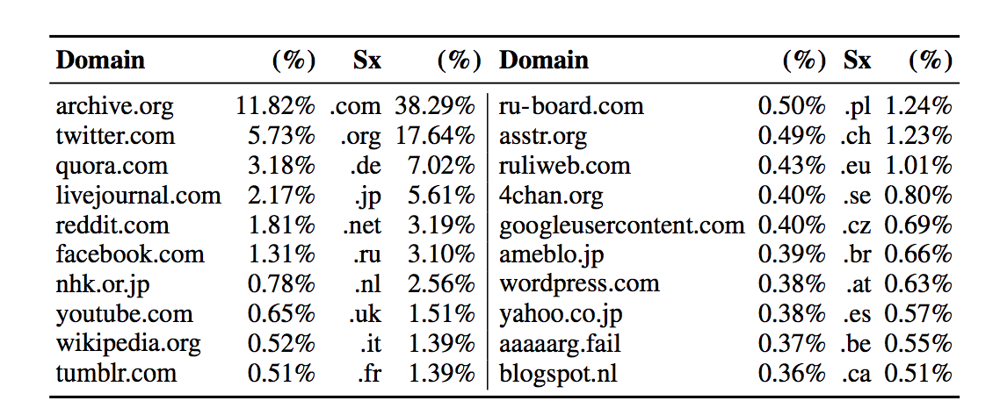 Domain (%) Sx (%) Domain (%) Sx (%)
archive.org 11.82% .com 38.29% ru-board.com 0.50% .pl 1.24%
twitter.com 5.73% .org 17.64% asstr.org 0.49% .ch 1.23%
quora.com 3.18% .de 7.02% ruliweb.com 0.43% .eu 1.01%
livejournal.com 2.17% .jp 5.61% 4chan.org 0.40% .se 0.80%
reddit.com 1.81% .net 3.19% googleusercontent.com 0.40% .cz 0.69%
facebook.com 1.31% .ru 3.10% ameblo.jp 0.39% .br 0.66%
nhk.or.jp 0.78% .nl 2.56% wordpress.com 0.38% .at 0.63%
youtube.com 0.65% .uk 1.51% yahoo.co.jp 0.38% .es 0.57%
wikipedia.org 0.52% .it 1.39% aaaaarg.fail 0.37% .be 0.55%
tumblr.com 0.51% .fr 1.39% blogspot.nl 0.36% .ca 0.51%